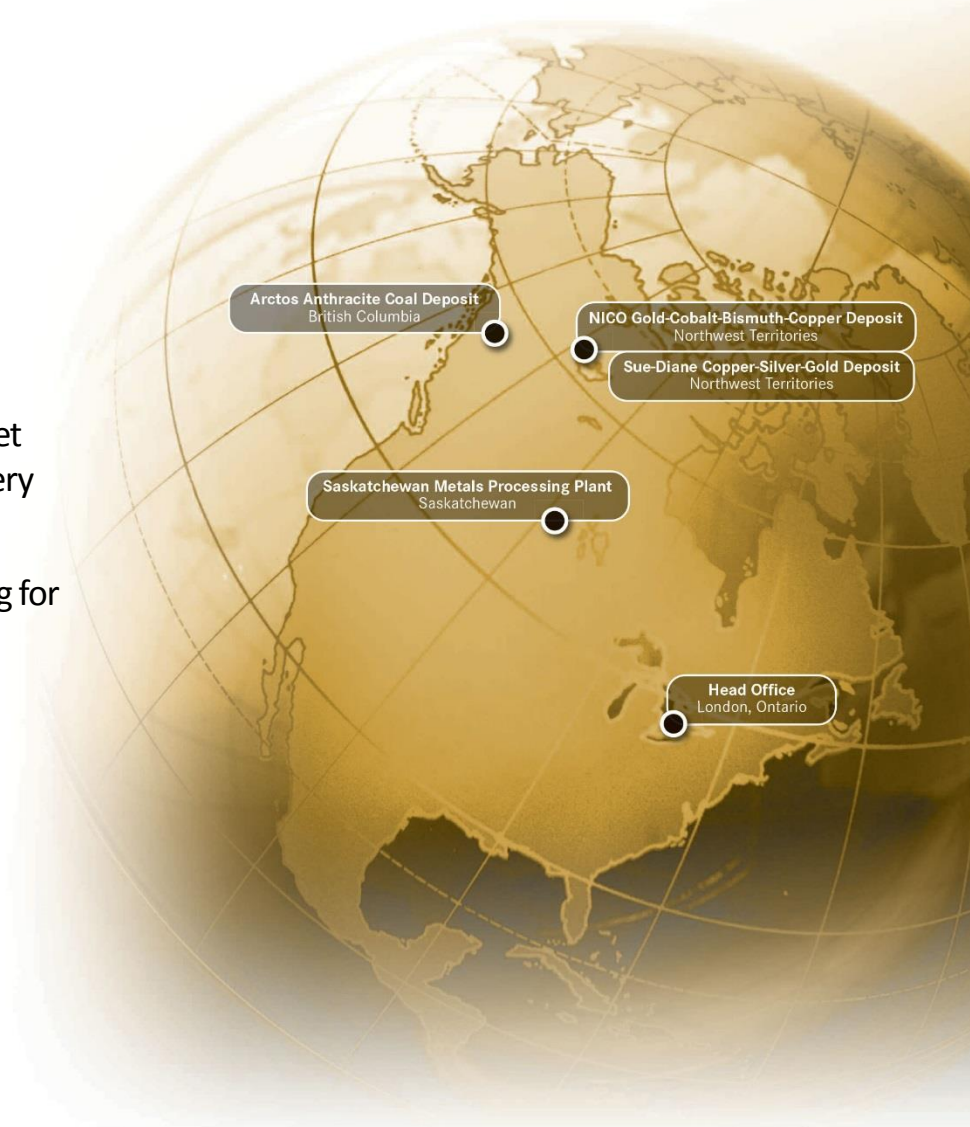 Arctos Anthracite Coal Deposit
British Columbia
NICO Gold-Cobalt-Bismuth-Copper Deposit
Northwest Territories
Sue-Diane Copper-Silver-Gold Deposit
Northwest Territories
et
ery
Saskatchewan Metals Processing Plant
Saskatchewan
g for
Head Office
London, Ontario